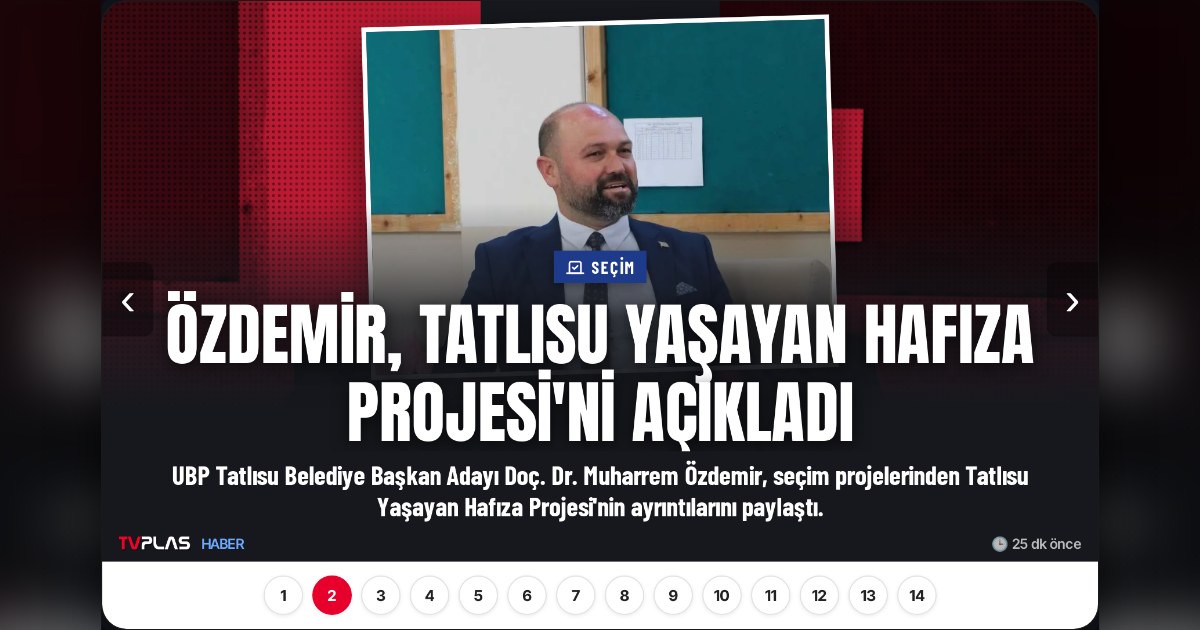 SEÇİM
ÖZDEMİR, TATLISU YAŞAYAN HAFIZA
PROJESİ'Nİ AÇIKLADI
UBP Tatlısu Belediye Başkan Adayı Doç. Dr. Muharrem Özdemir, seçim projelerinden Tatlısu
Yaşayan Hafıza Projesi'nin ayrıntılarını paylaştı.
TVPLAS HABER
25 dk önce
1 2 3 4 5 6 7 8 9 10 11 12 13 14